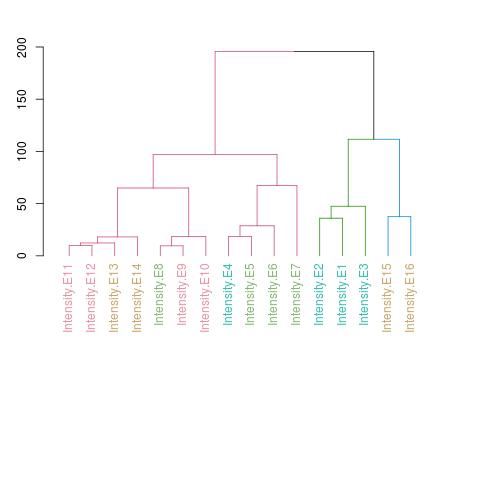 200
150
100
50
0
Intensity.E11
Intensity.E12
Intensity.E13
Intensity.E14
Intensity.E8
Intensity.E9
Intensity.E10
Intensity.E4
Intensity.E5
Intensity.E6
Intensity.E7
Intensity.E2
Intensity.E1
Intensity.E3
Intensity.E15
Intensity.E16